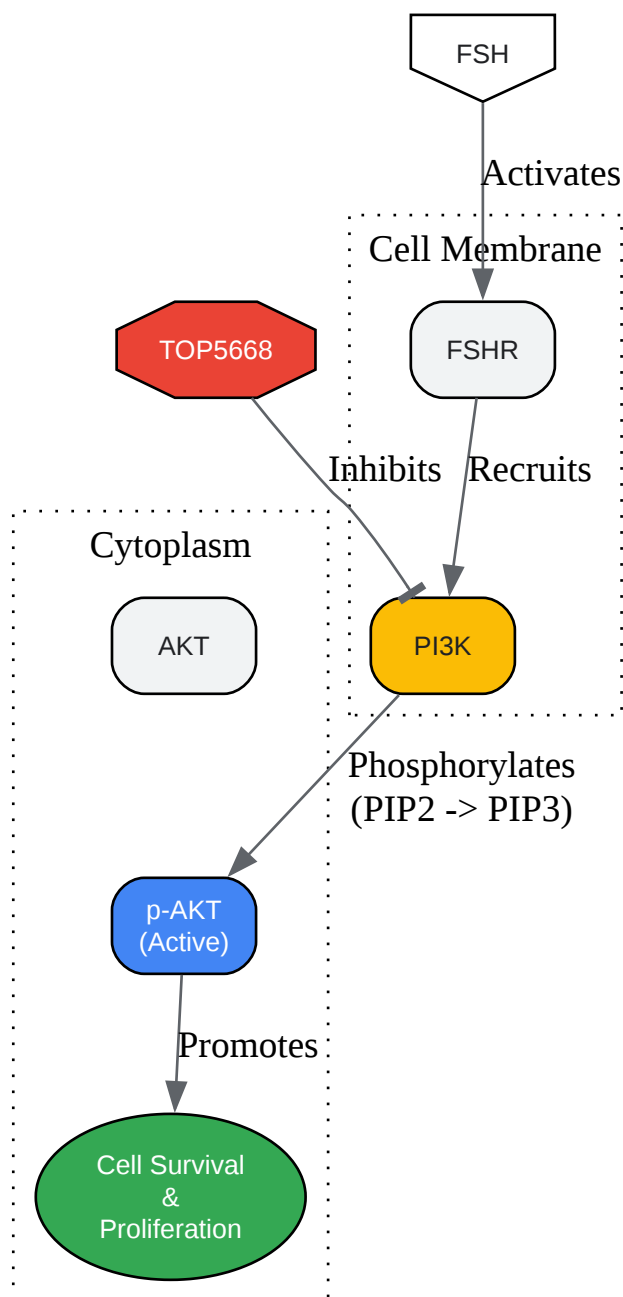 FSH
Activates
Cell Membrane
TOP5668
FSHR
Inhibits
Recruits
Cytoplasm
AKT
PI3K
Phosphorylates
(PIP2 -> PIP3)
p-AKT
(Active)
Promotes
Cell Survival
&
Proliferation